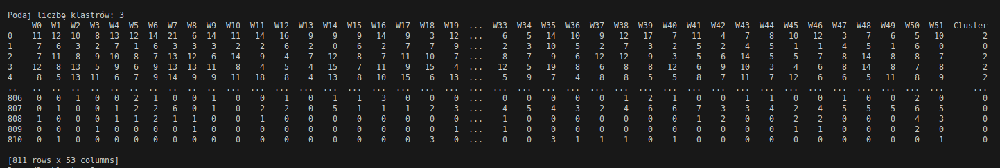 Podaj liczbę klastrów: 3
W0 W1 W2 W3 W4 W5 W6 W7 W8 W9 W10 W11 W12 W13 W14 W15 W16 W17 W18 W19 ... W33 W34 W35 W36 W37 W38 W39 W40 W41 W42 W43 W44 W45 W46 W47 W48 W49 W50 W51 Cluster
0 11 12 10 8 13 12 14 21 6 14 11 14 16 9 9 9 14 9 3 12 ... 6 5 14 10 9 12 17 7 11 4 7 8 10 12 3 7 6 5 10 2
1 7 6 3 2 7 1 6 3 3 3 2 2 6 2 0 6 2 7 7 9 ... 2 3 10 5 2 7 3 2 5 2 4 5 1 1 4 5 1 6 0 0
2 7 11 8 9 10 8 7 13 12 6 14 9 4 7 12 8 7 11 10 7 ... 8 7 9 6 12 12 9 3 5 6 14 5 5 7 8 14 8 8 7 2
3 12 8 13 5 9 6 9 13 13 11 8 4 5 4 15 7 11 9 15 4 ... 12 5 19 8 6 8 8 12 6 9 10 3 4 6 8 14 8 7 8 2
4 8 5 13 11 6 7 9 14 9 9 11 18 8 4 13 8 10 15 6 13 ... 5 9 7 4 8 8 5 5 8 7 11 7 12 6 6 5 11 8 9 2
.. .. .. .. .. .. .. .. .. .. .. ... ... ... ... ... ... ... ... ... ... ... ... ... ... ... ... ... ... ... ... ... ... ... ... ... ... ... ... ... ... ...
806 0 0 1 0 0 2 1 0 0 1 0 0 1 0 1 1 3 0 0 0 ... 0 0 0 0 0 1 2 1 0 0 1 1 0 0 1 0 0 2 0 0
807 0 1 0 0 1 2 2 6 0 1 0 2 2 0 5 1 1 1 2 3 ... 4 5 4 3 2 4 6 6 7 3 3 4 2 4 5 5 5 6 5 0
808 1 0 0 0 1 1 2 1 1 0 0 1 0 0 0 0 0 0 0 0 ... 1 0 0 0 0 0 0 0 1 2 0 0 2 2 0 0 0 4 3 0
809 0 0 0 1 0 0 0 0 1 0 0 0 0 0 0 0 0 0 0 1 ... 1 0 0 0 0 0 0 0 0 0 0 0 1 1 0 0 0 2 0 0
810 0 1 0 0 0 0 0 0 0 0 0 0 0 0 0 0 0 0 3 0 ... 0 0 3 1 1 1 0 1 0 0 0 0 0 0 0 0 0 0 1 0
[811 rows x 53 columns]